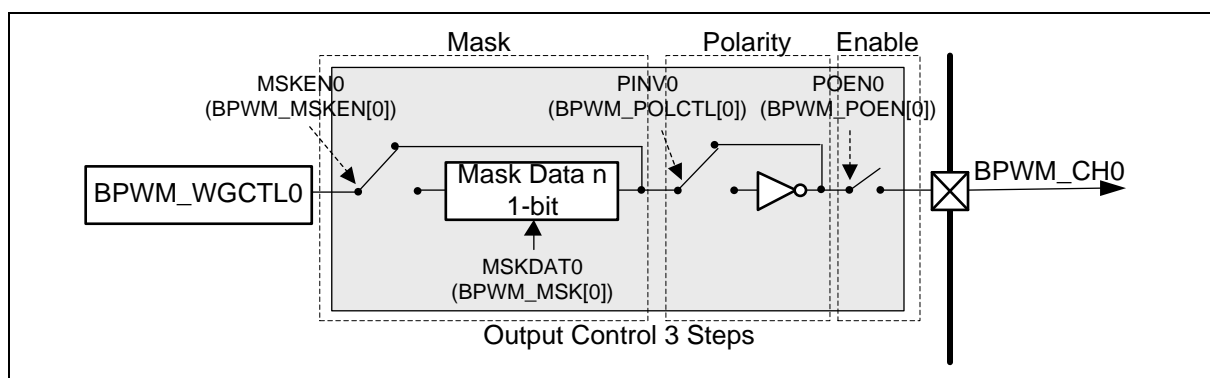 Mask
Polarity
Enable
MSKEN0
(BPWM_MSKEN[0])
PINV0
(BPWM_POLCTL[0])
POEN0
(BPWM_POEN[0])
BPWM_WGCTL0
Mask Data n
1-bit
BPWM_CH0
MSKDAT0
(BPWM_MSK[0])
Output Control 3 Steps